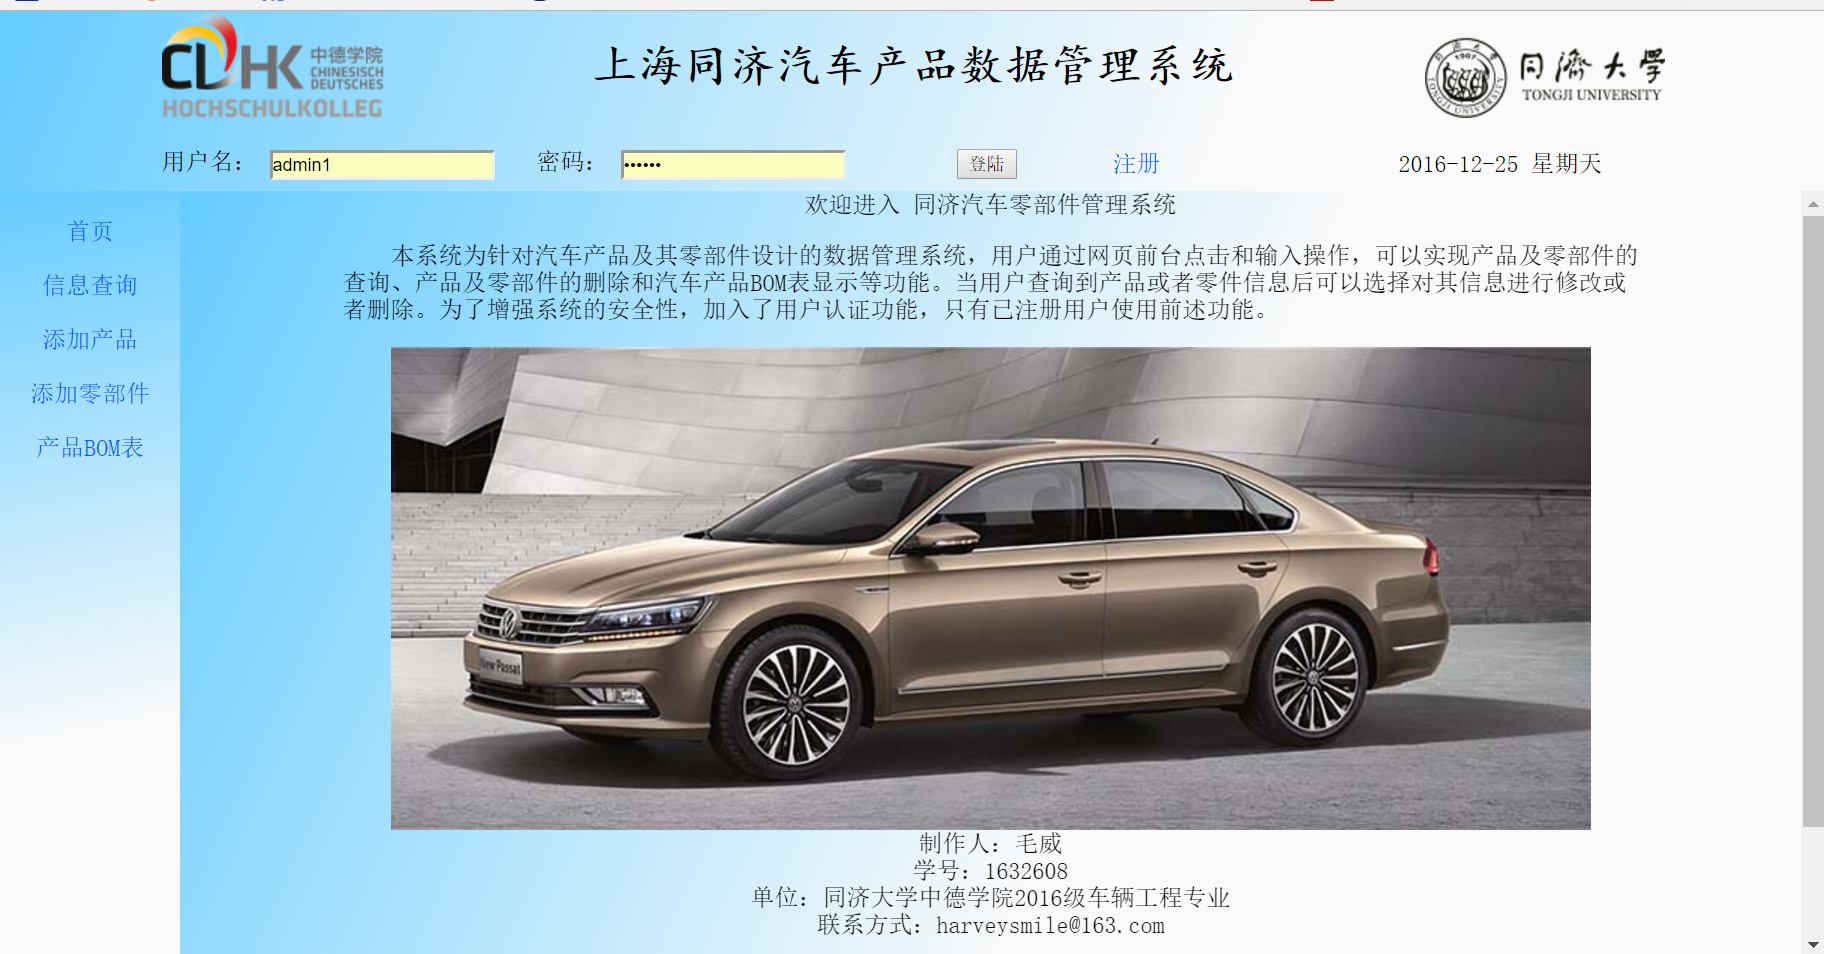 CDHK 中德学院
CHINESISCH
DEUTSCHES
HOCHSCHULKOLLEG
上海同济汽车产品数据管理系统
1907
TONGJI UNIVERSITY
同濟大學
TONGJI UNIVERSITY
用户名： admin1 密码： •••••• 登陆 注册 2016-12-25 星期天
首页
信息查询
添加产品
添加零部件
产品BOM表
欢迎进入 同济汽车零部件管理系统
本系统为针对汽车产品及其零部件设计的数据管理系统，用户通过网页前台点击和输入操作，可以实现产品及零部件的
查询、产品及零部件的删除和汽车产品BOM表显示等功能。当用户查询到产品或者零件信息后可以选择对其信息进行修改或
者删除。为了增强系统的安全性，加入了用户认证功能，只有已注册用户使用前述功能。
New Passat
制作人：毛威
学号：1632608
单位：同济大学中德学院2016级车辆工程专业
联系方式：harveysmile@163.com